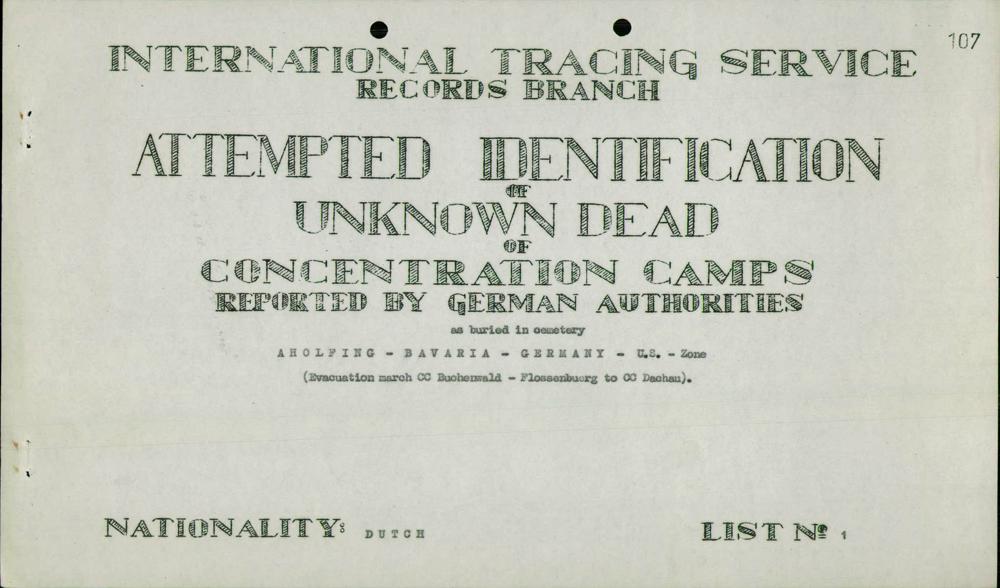 107
INTERNATIONAL TRACING SERVICE
RECORDS BRANCH
ATTEMPTED IDENTIFICATION
OF
UNKNOWN DEAD
OF
CONCENTRATION CAMPS
REPORTED BY GERMAN AUTHORITIES
as buried in cemetery
AHOLFING - BAVARIA - GERMANY - U.S. - Zone
(Evacuation march CC Buchenwald - Flossenbuerg to CC Dachau).
NATIONALITY: DUTCH
LIST Nº 1